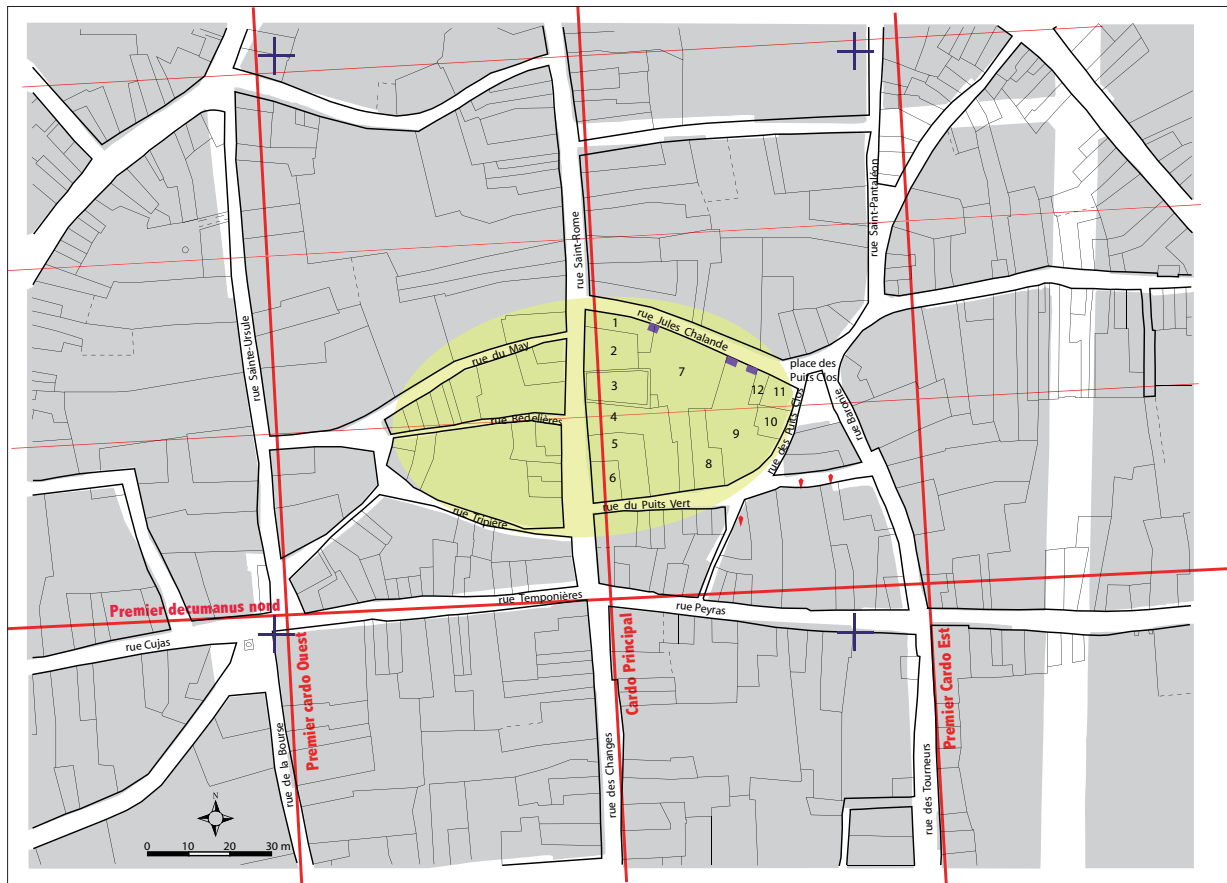 rue Saint-Pantaléon
rue Saint-Rome
rue Sainte-Ursule
rue Jules Chalande
1
2
rue du May
7
place des
Puits Clos
3
12
11
rue Bédelières
4
10
rue Baronie
rue des Puits Clos
5
9
8
6
rue du Puits Vert
rue Tripière
rue Temponières
rue Peyras
Premier decumanus nord
rue Cujas
Premier cardo Ouest
Cardo Principal
Premier Cardo Est
rue de la Bourse
rue des Changes
rue des Tourneurs
N
0 10 20 30 m